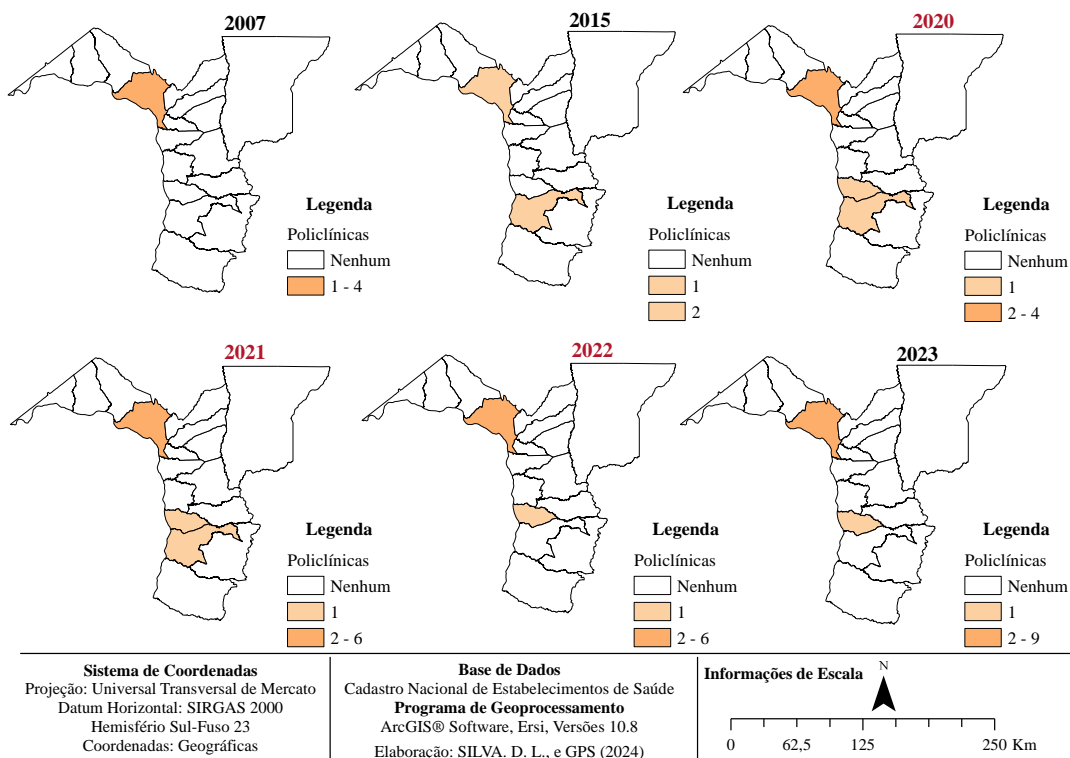 2007
Legenda
Policlínicas
Nenhum
1 - 4
2015
Legenda
Policlínicas
Nenhum
1
2
2020
Legenda
Policlínicas
Nenhum
1
2 - 4
2021
Legenda
Policlínicas
Nenhum
1
2 - 6
2022
Legenda
Policlínicas
Nenhum
1
2 - 6
2023
Legenda
Policlínicas
Nenhum
1
2 - 9
Sistema de Coordenadas
Projeção: Universal Transversal de Mercato
Datum Horizontal: SIRGAS 2000
Hemisfério Sul-Fuso 23
Coordenadas: Geográficas
Base de Dados
Cadastro Nacional de Estabelecimentos de Saúde
Programa de Geoprocessamento
ArcGIS® Software, Ersi, Versões 10.8
Elaboração: SILVA. D. L., e GPS (2024)
Informações de Escala
N
0 62,5 125 250 Km